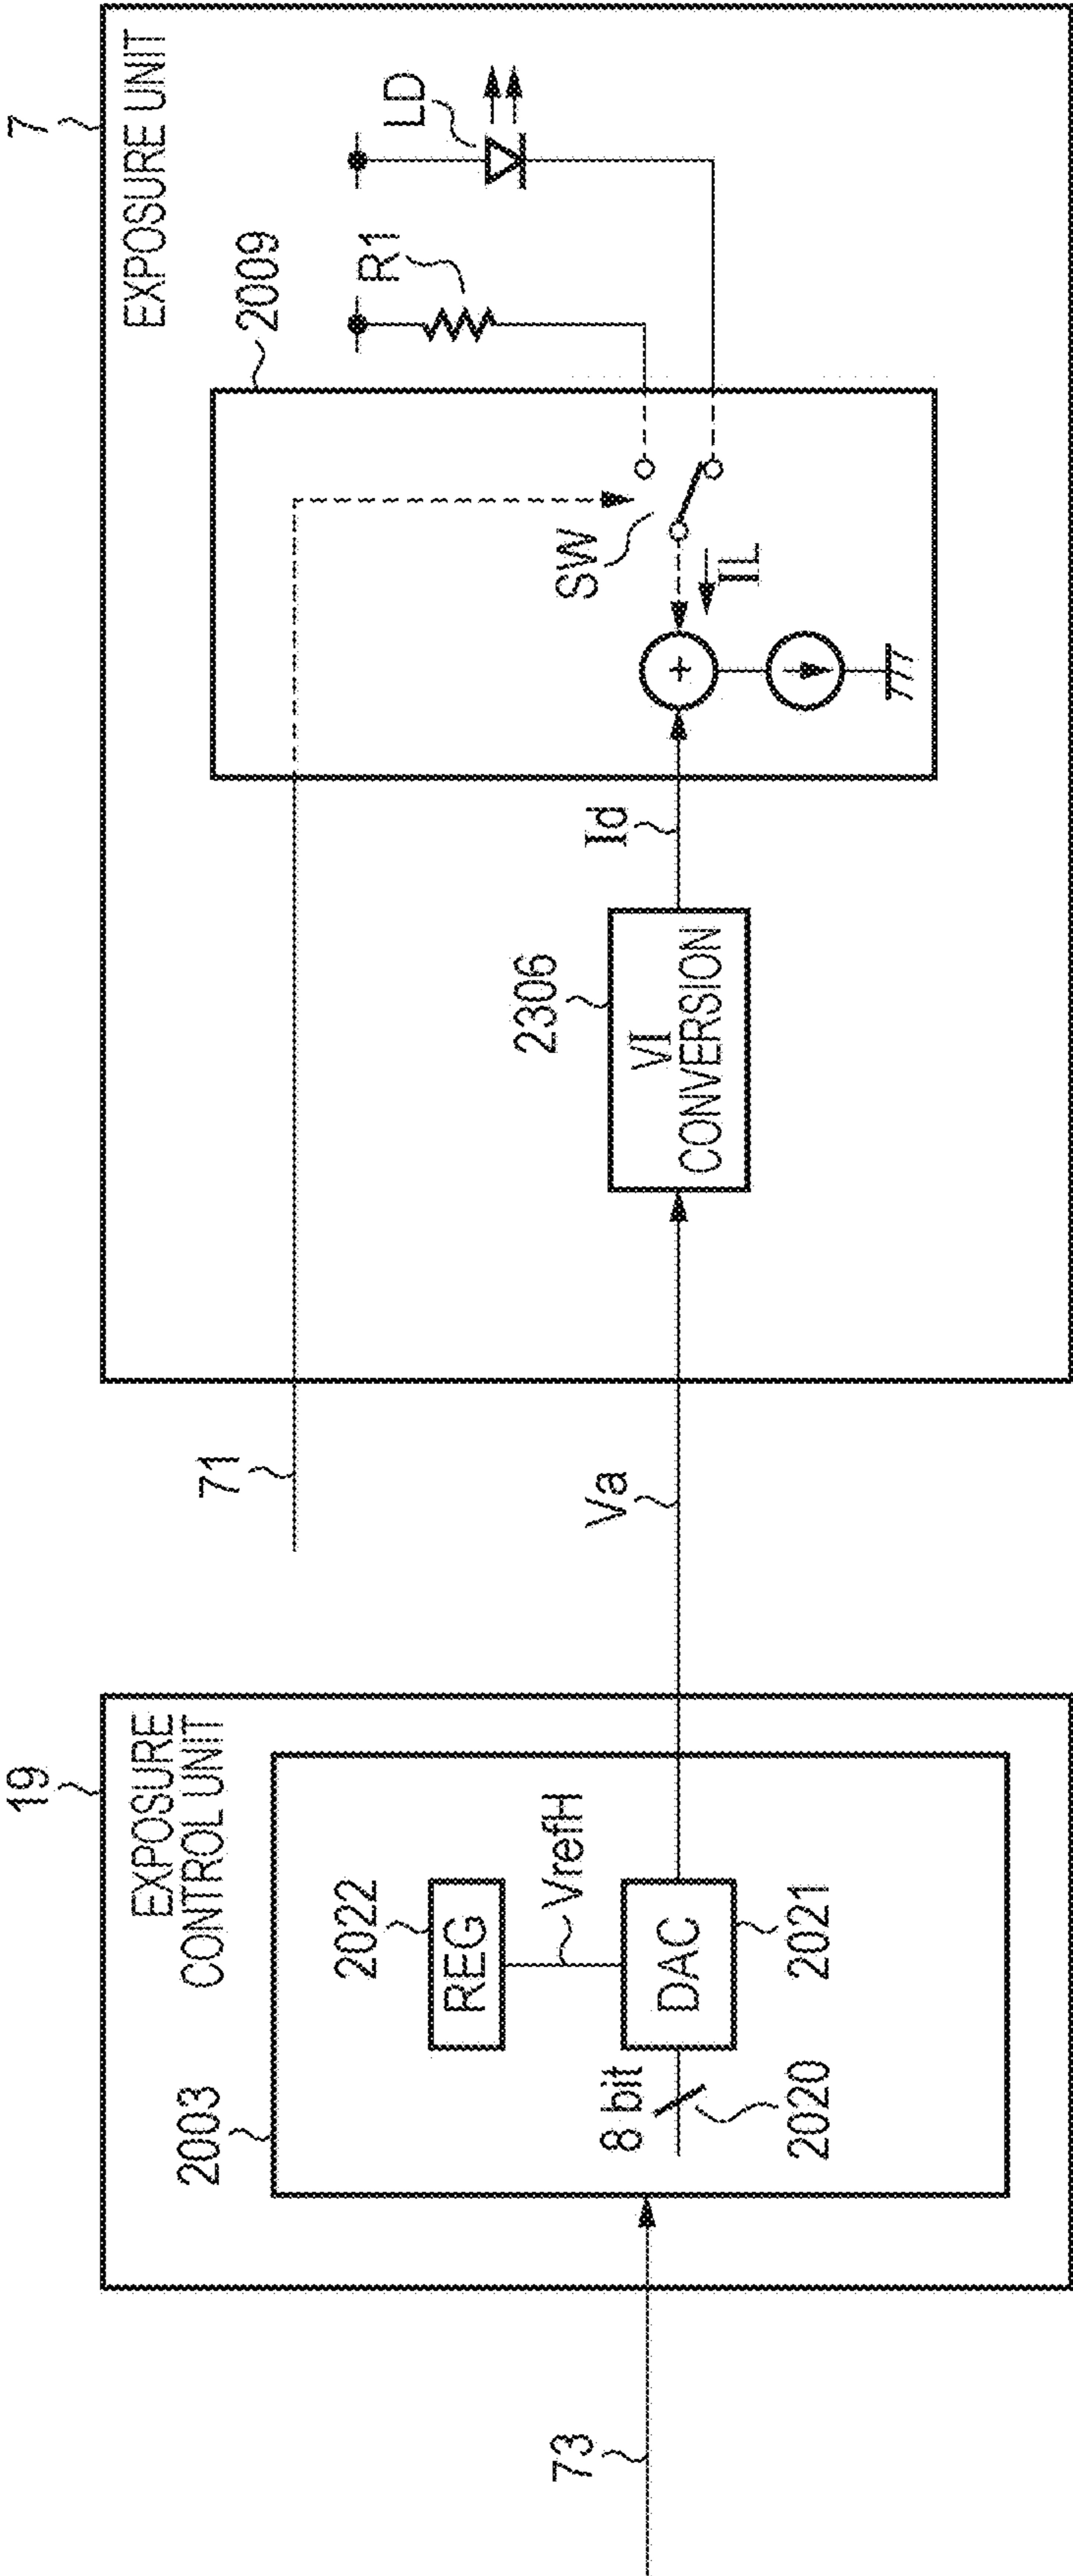 19
EXPOSURE
CONTROL UNIT
2003
2022
REG
VrefH
8 bit
DAC
2020
2021
73
71
Va
7
EXPOSURE UNIT
2009
R1
LD
SW
IL
+
Id
2306
VI
CONVERSION